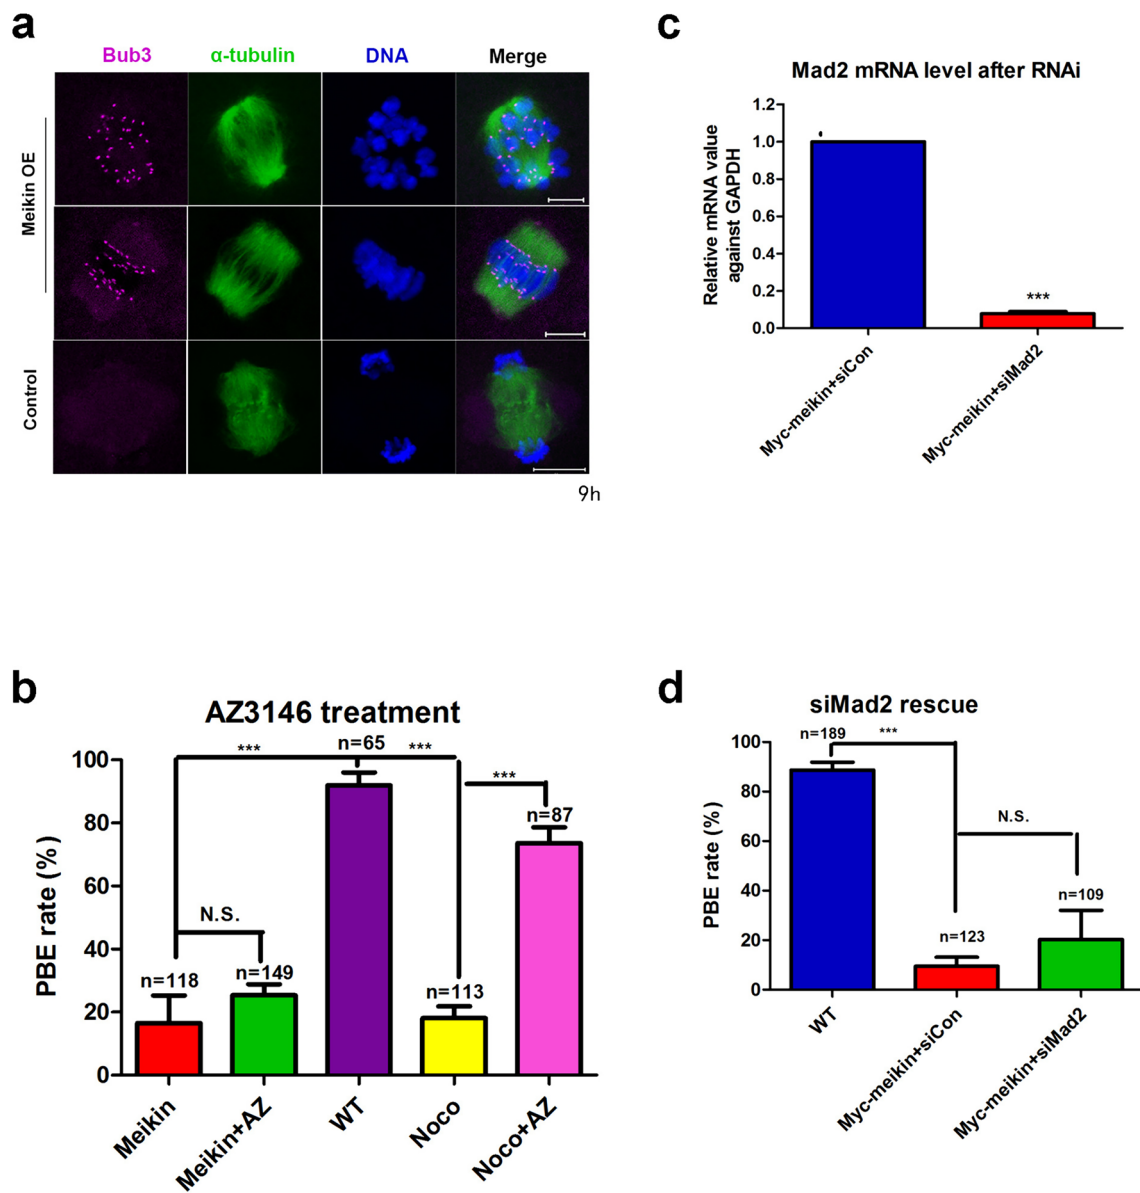 a
Bub3 α-tubulin DNA Merge
Meikin OE
Control
9h
c
Mad2 mRNA level after RNAi
Relative mRNA value
against GAPDH
1.2
1.0
0.8
0.6
0.4
0.2
0.0
***
Myc-meikin+siCon
Myc-meikin+siMad2
b
AZ3146 treatment
PBE rate (%)
100
80
60
40
20
0
***
n=65
***
***
n=87
N.S.
n=118
n=149
n=113
Meikin
Meikin+AZ
WT
Noco
Noco+AZ
d
siMad2 rescue
PBE rate (%)
100
80
60
40
20
0
n=189
***
N.S.
n=123
n=109
WT
Myc-meikin+siCon
Myc-meikin+siMad2